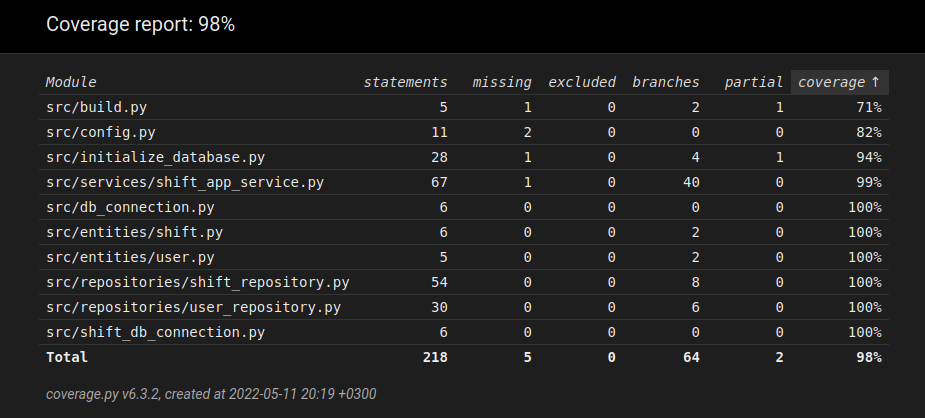 Coverage report: 98%
Module statements missing excluded branches partial coverage ↑
src/build.py 5 1 0 2 1 71%
src/config.py 11 2 0 0 0 82%
src/initialize_database.py 28 1 0 4 1 94%
src/services/shift_app_service.py 67 1 0 40 0 99%
src/db_connection.py 6 0 0 0 0 100%
src/entities/shift.py 6 0 0 2 0 100%
src/entities/user.py 5 0 0 2 0 100%
src/repositories/shift_repository.py 54 0 0 8 0 100%
src/repositories/user_repository.py 30 0 0 6 0 100%
src/shift_db_connection.py 6 0 0 0 0 100%
Total 218 5 0 64 2 98%
coverage.py v6.3.2, created at 2022-05-11 20:19 +0300